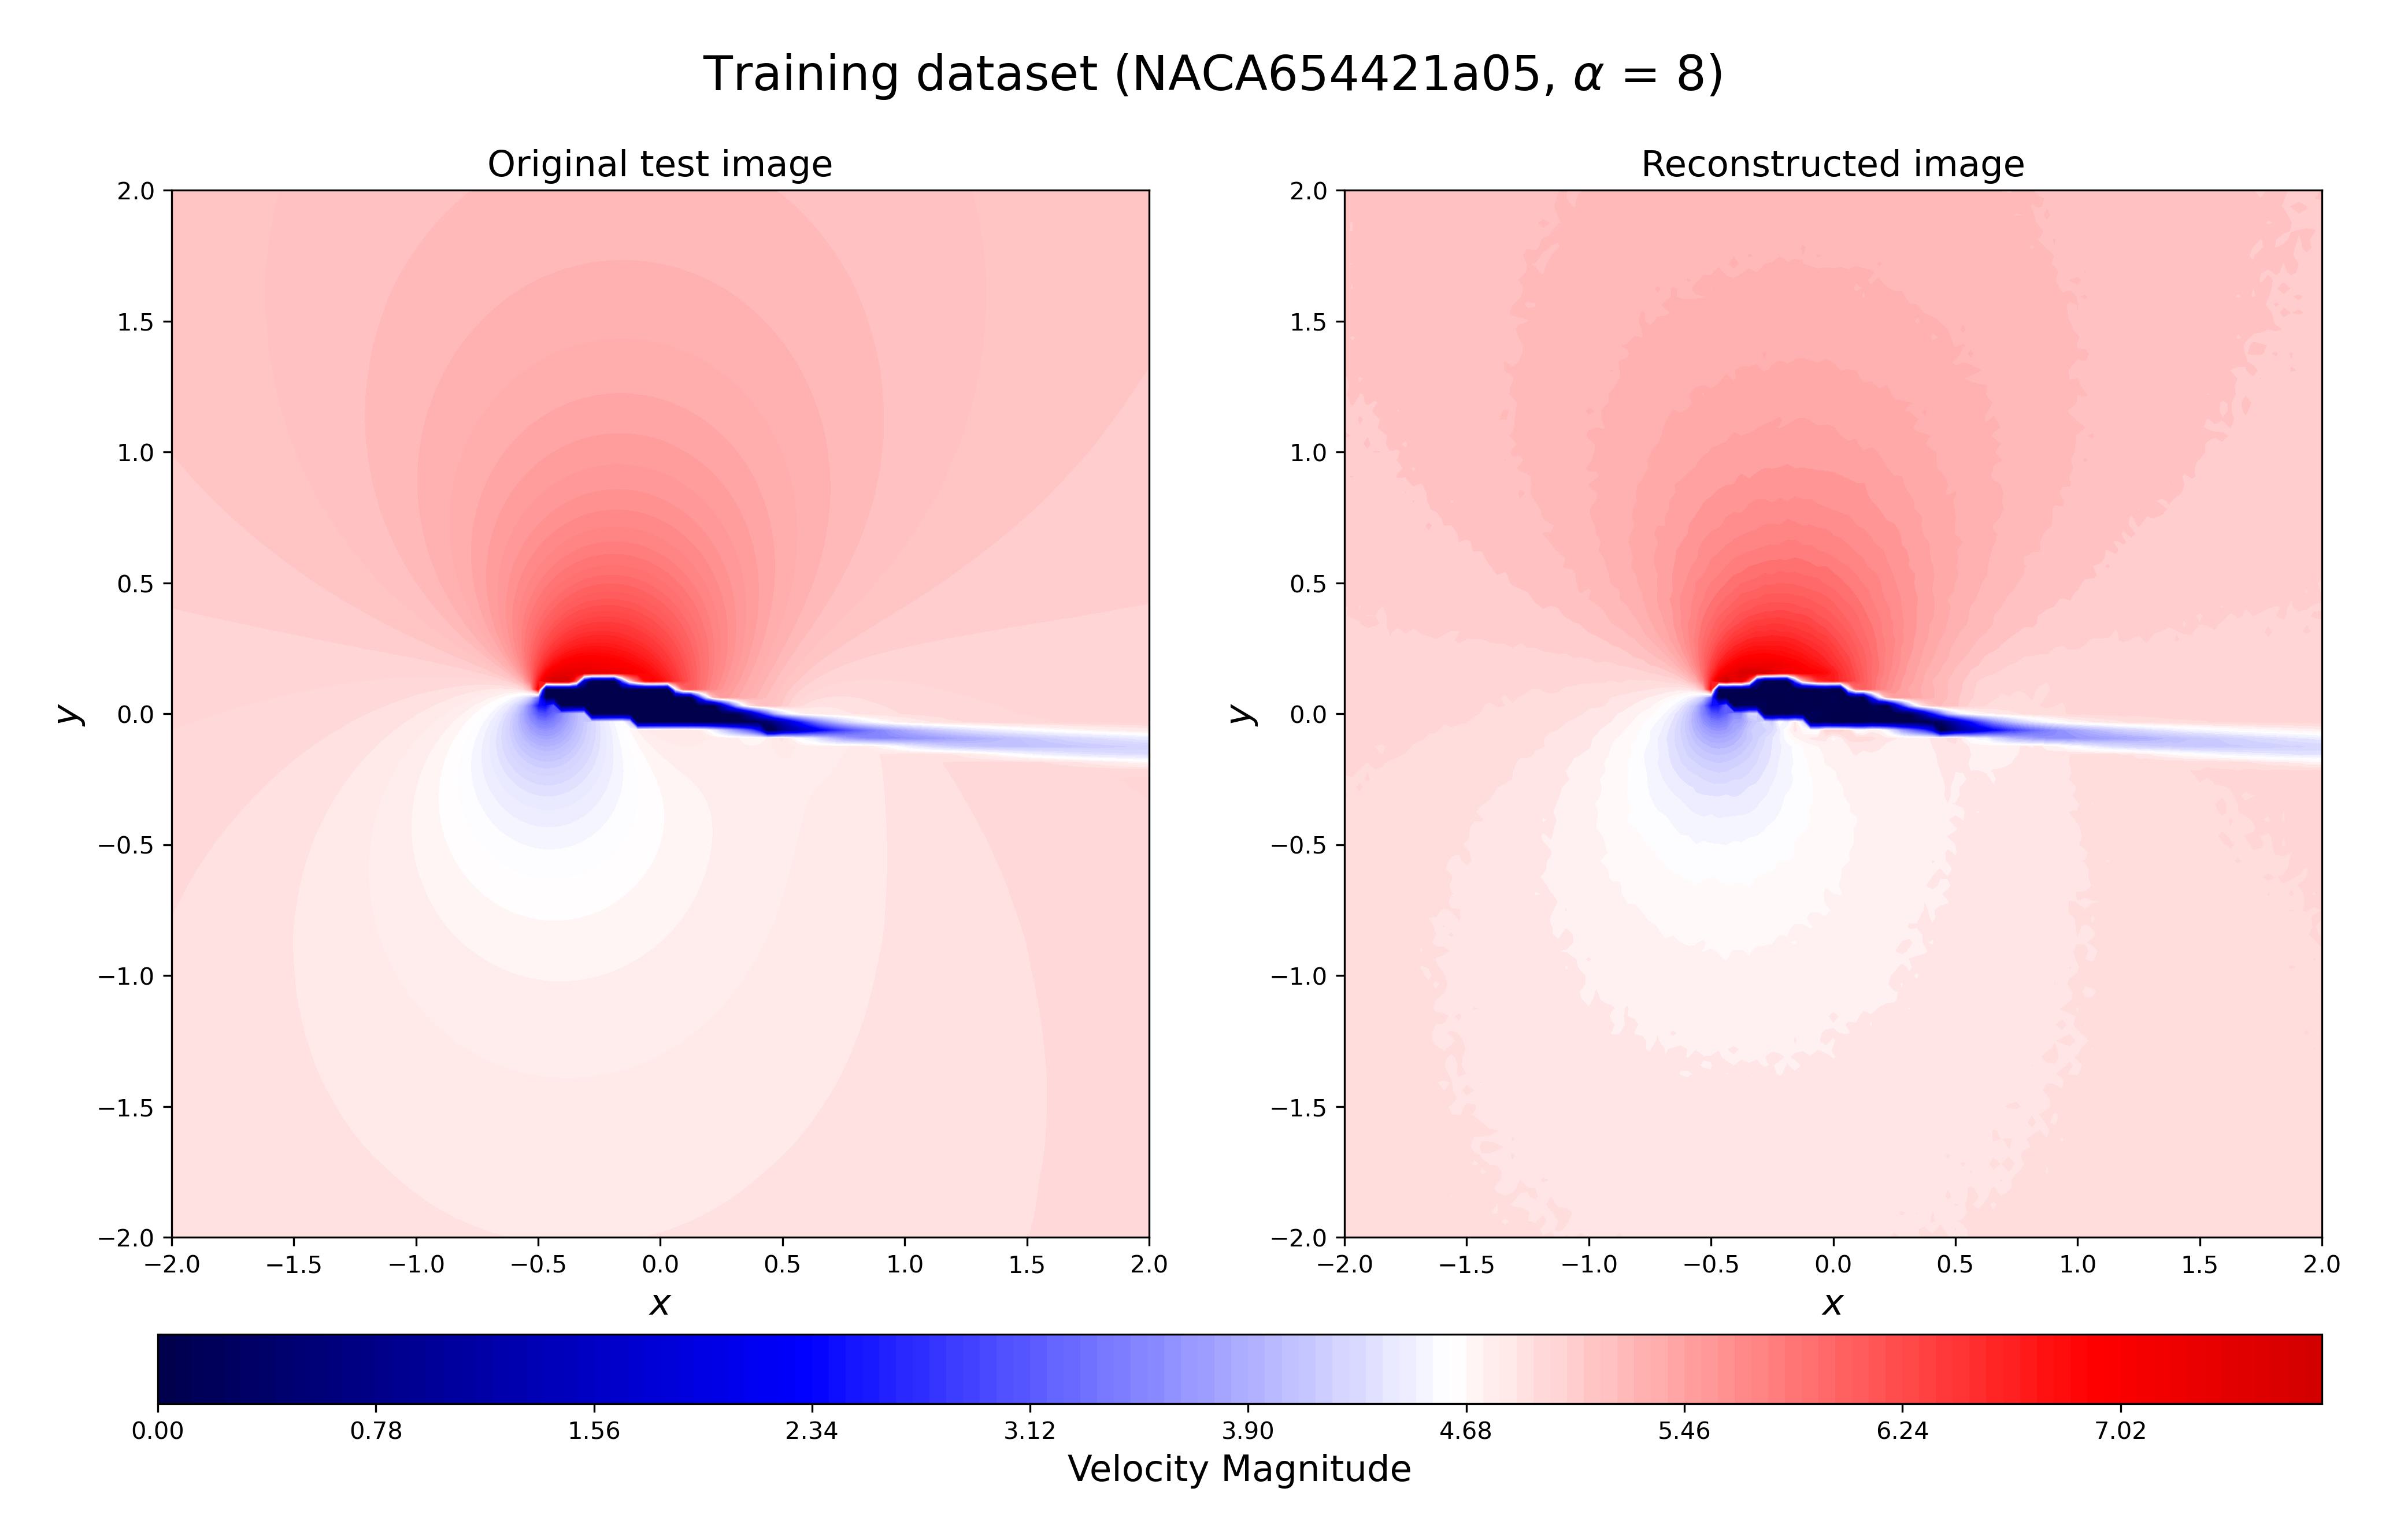 Training dataset (NACA654421a05, α = 8)
Original test image
Reconstructed image
2.0
1.5
1.0
0.5
0.0
−0.5
−1.0
−1.5
−2.0
y
−2.0 −1.5 −1.0 −0.5 0.0 0.5 1.0 1.5 2.0
x
2.0
1.5
1.0
0.5
0.0
−0.5
−1.0
−1.5
−2.0
y
−2.0 −1.5 −1.0 −0.5 0.0 0.5 1.0 1.5 2.0
x
0.00 0.78 1.56 2.34 3.12 3.90 4.68 5.46 6.24 7.02
Velocity Magnitude